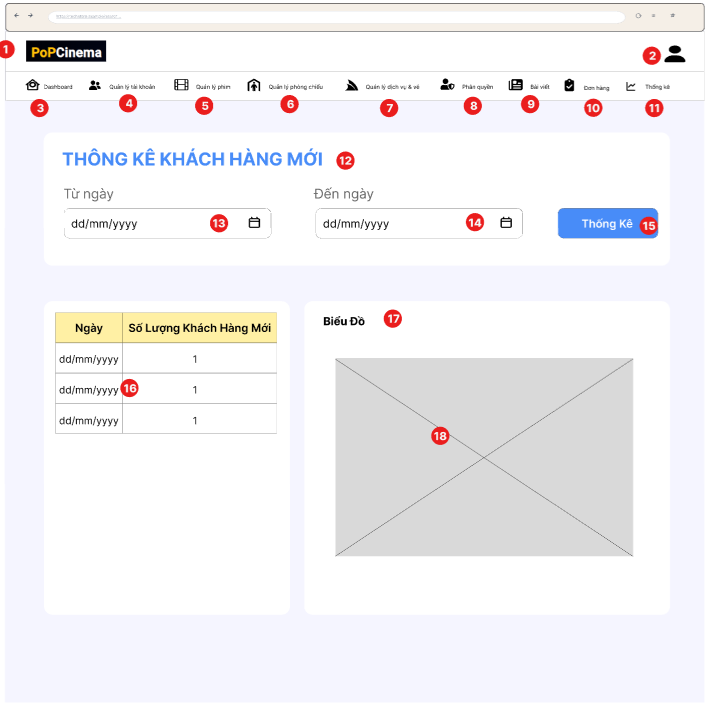 1 PoPCinema 2
Dashboard Quản lý tài khoản Quản lý phim Quản lý phòng chiếu Quản lý dịch vụ & vé Phân quyền Bài viết Đơn hàng Thống kê
3 4 5 6 7 8 9 10 11
THÔNG KÊ KHÁCH HÀNG MỚI 12
Từ ngày Đến ngày
dd/mm/yyyy 13 dd/mm/yyyy 14 Thống Kê 15
Ngày Số Lượng Khách Hàng Mới
dd/mm/yyyy 1
dd/mm/yyyy 16 1
dd/mm/yyyy 1
Biểu Đồ 17
18